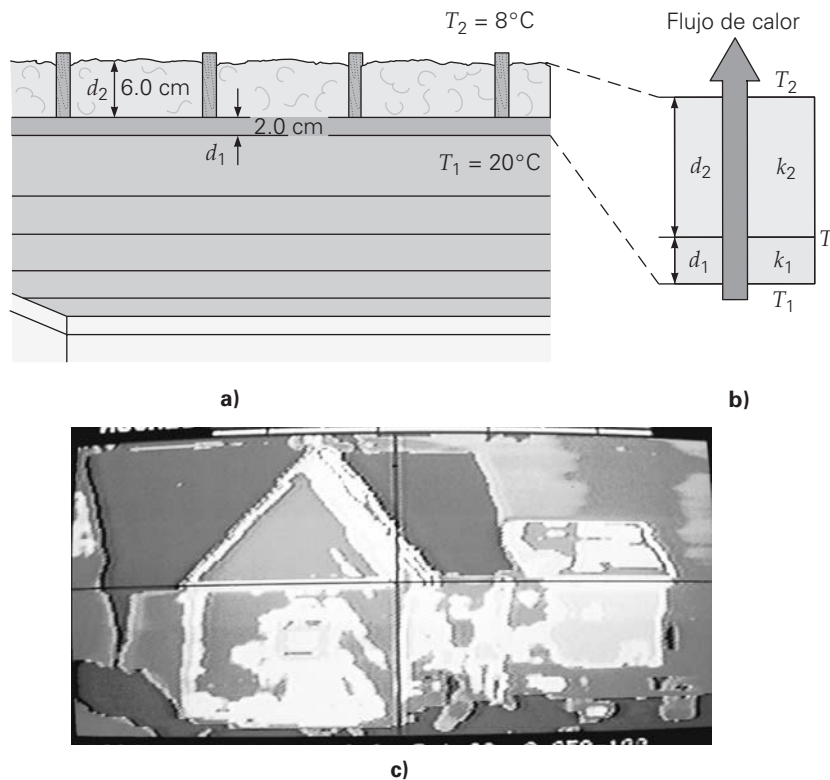 T₂ = 8°C
Flujo de calor
d₂ 6.0 cm
2.0 cm
d₁
T₁ = 20°C
T₂
d₂
k₂
T
d₁
k₁
T₁
a)
b)
c)